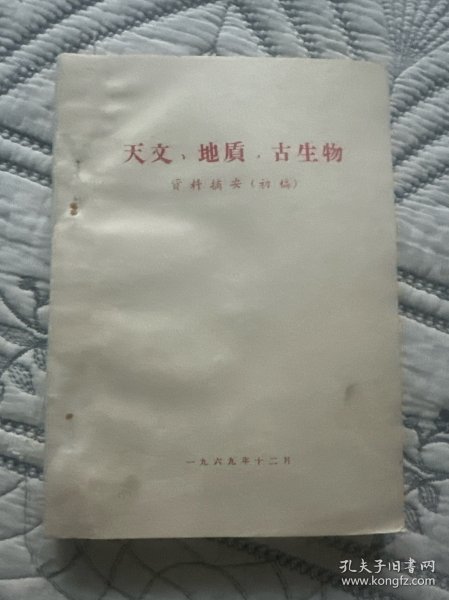 天文、地質、古生物
資料摘要(初稿)
一九六九年十二月
孔夫子旧书网
www.kongfz.com